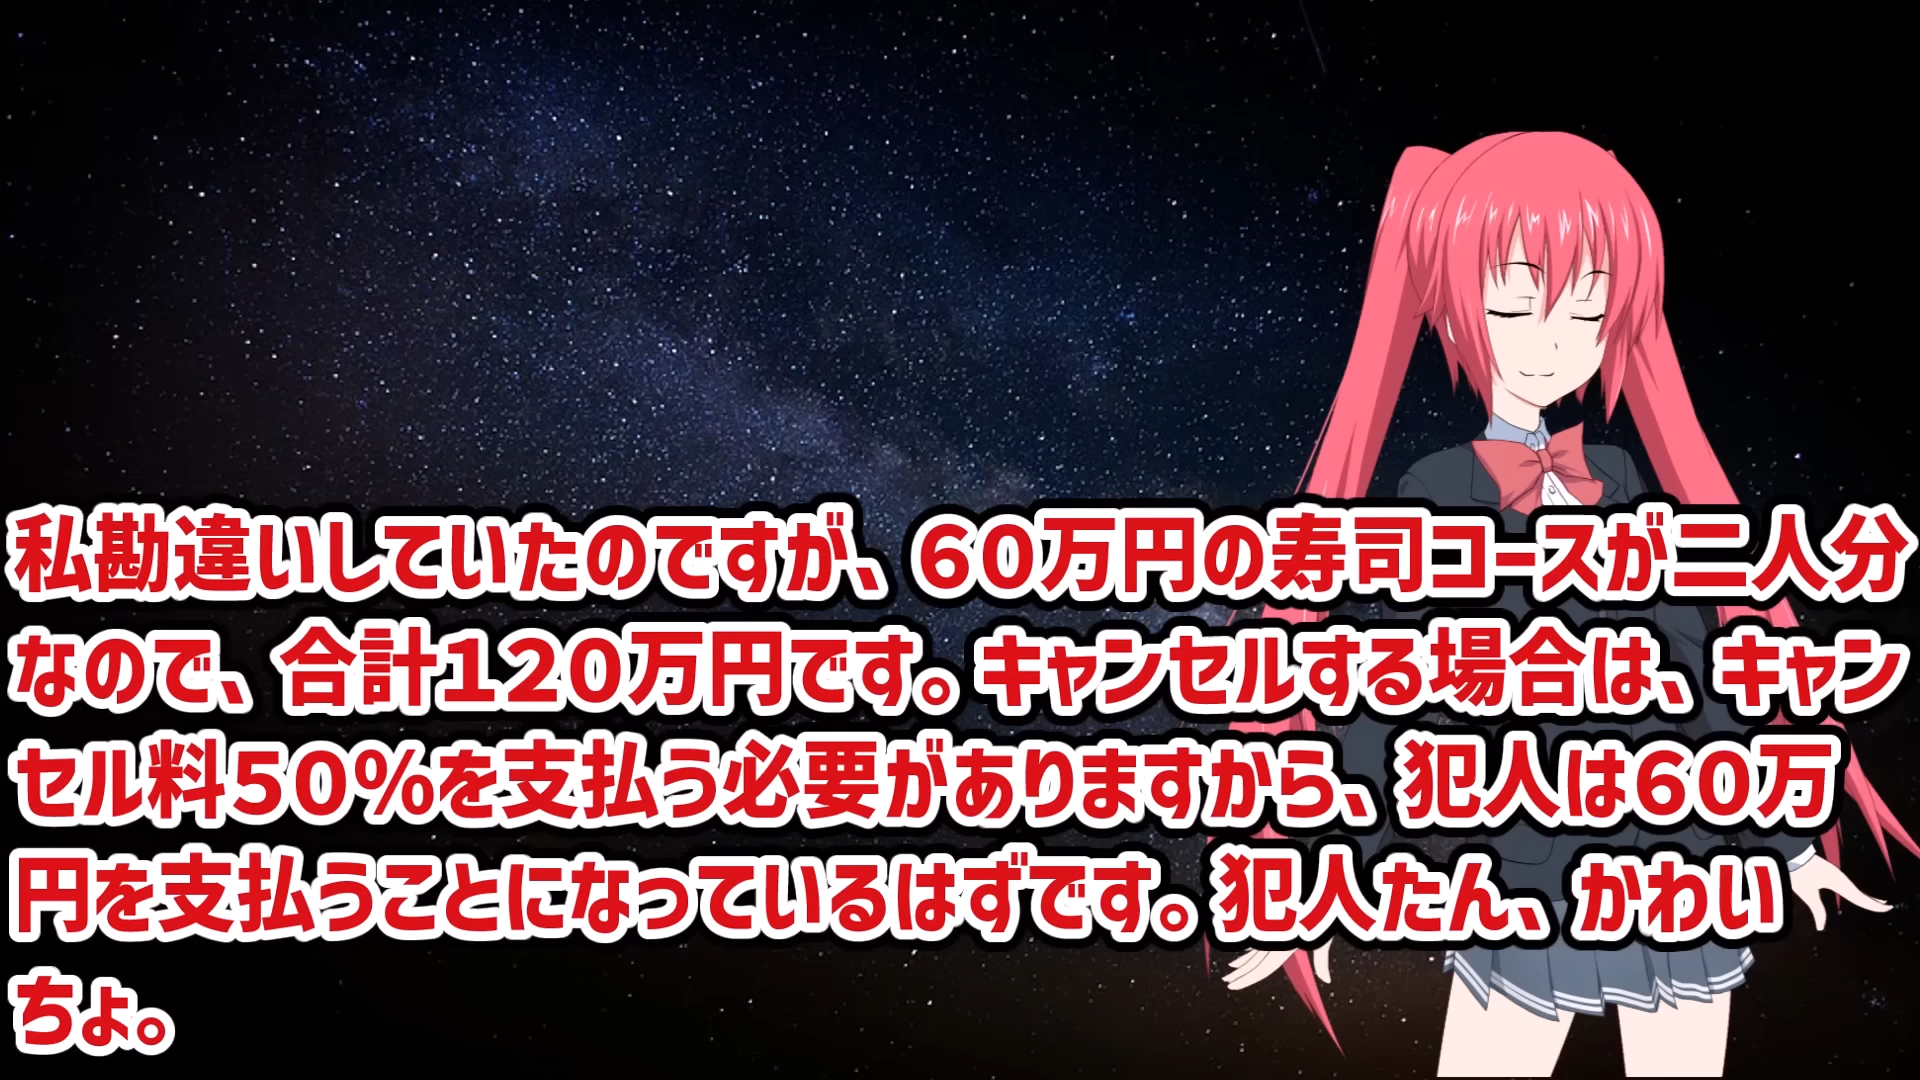 私勘違いしていたのですが、60万円の寿司コースが二人分
なので、合計120万円です。キャンセルする場合は、キャン
セル料50%を支払う必要がありますから、犯人は60万
円を支払うことになっているはずです。犯人たん、かわい
ちょ。